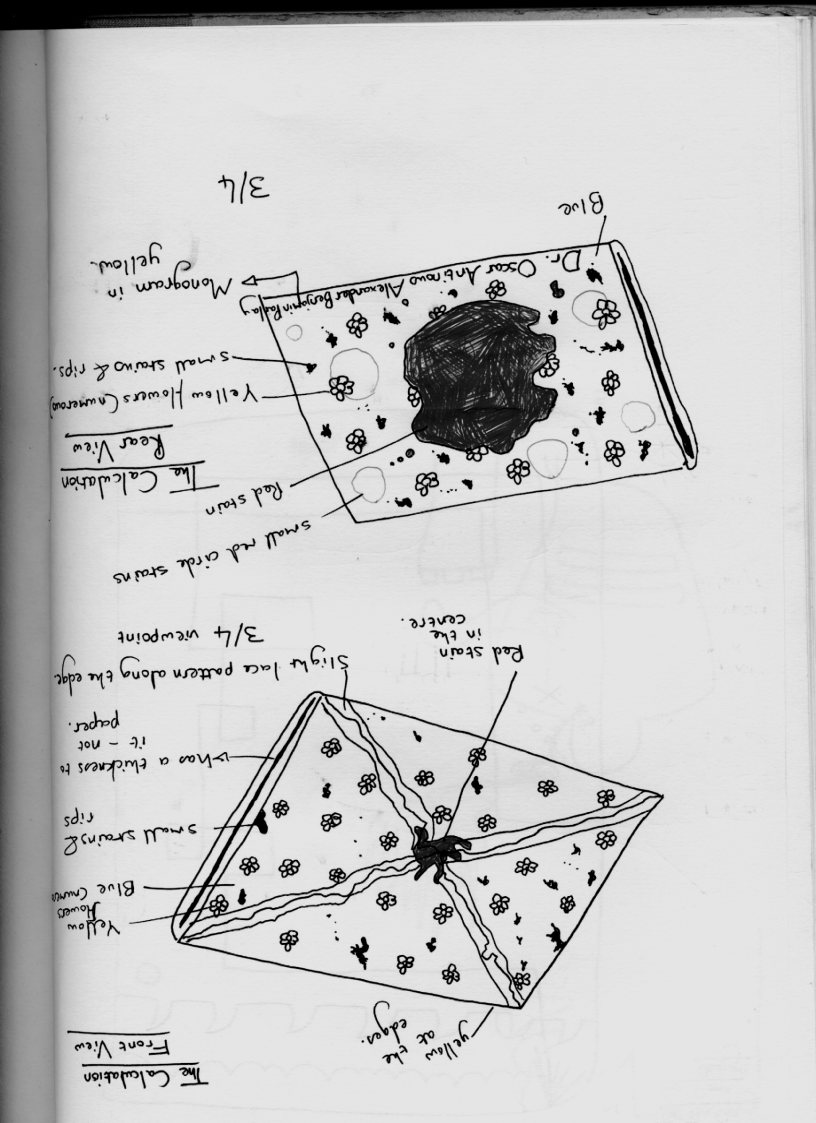 The Calculation
Front View
yellow
at the
edges.
Yellow
flowers
Blue
small stains &
rips
has a thickness to
it - not
paper.
Slight lace pattern along the edge
3/4 viewpoint
Red stain
in the
centre.
small red circle stains
Red stain
The Calculation
Rear View
Yellow flowers (numerous)
small stains & rips.
Dr. Oscar Antinous Alexander Benjamin
Monogram in
yellow.
Blue
3/4